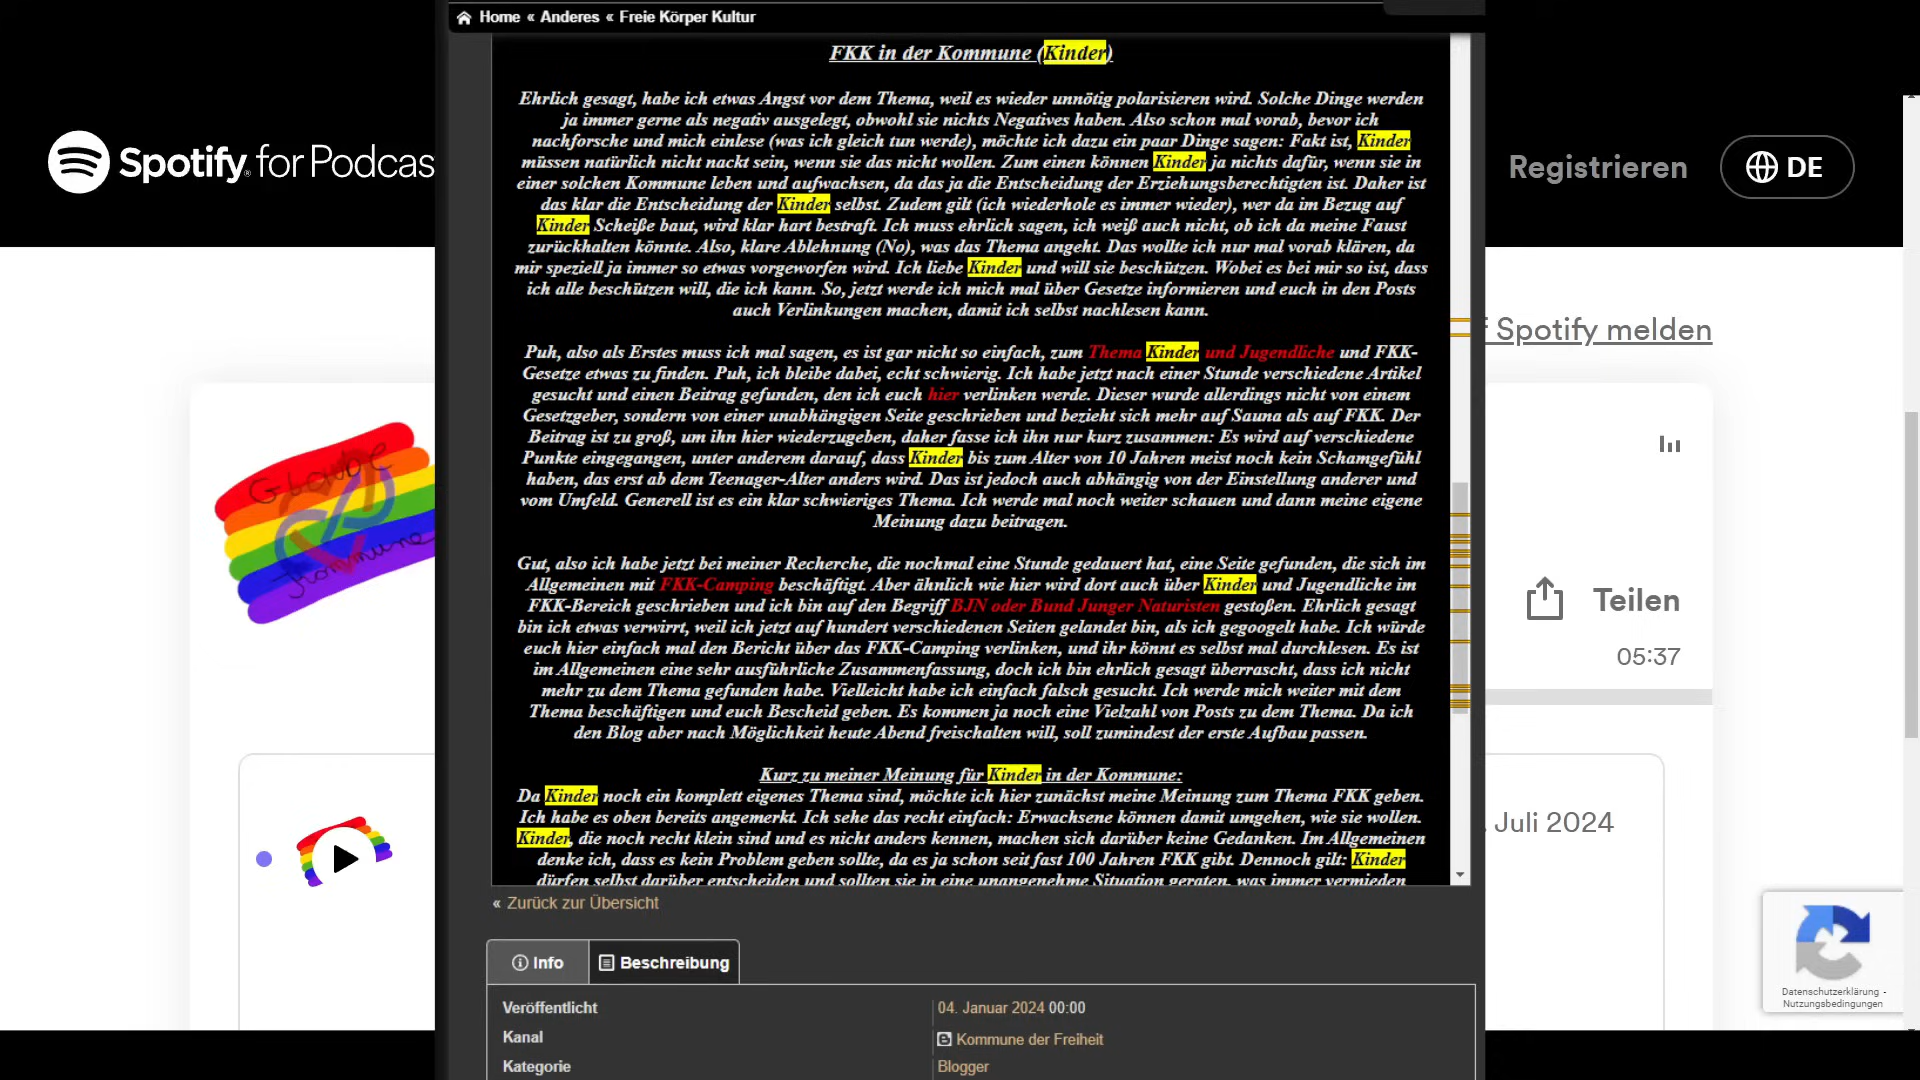 Home « Anderes « Freie Körper Kultur
FKK in der Kommune (Kinder)
Ehrlich gesagt, habe ich etwas Angst vor dem Thema, weil es wieder unnötig polarisieren wird. Solche Dinge werden
ja immer gerne als negativ ausgelegt, obwohl sie nichts Negatives haben. Also schon mal vorab, bevor ich
nachforsche und mich einlese (was ich gleich tun werde), möchte ich dazu ein paar Dinge sagen: Fakt ist, Kinder
müssen natürlich nicht nackt sein, wenn sie das nicht wollen. Zum einen können Kinder ja nichts dafür, wenn sie in
einer solchen Kommune leben und aufwachsen, da das ja die Entscheidung der Erziehungsberechtigten ist. Daher ist
das klar die Entscheidung der Kinder selbst. Zudem gilt (ich wiederhole es immer wieder), wer da im Bezug auf
Kinder Scheiße baut, wird klar hart bestraft. Ich muss ehrlich sagen, ich weiß auch nicht, ob ich da meine Faust
zurückhalten könnte. Also, klare Ablehnung (No), was das Thema angeht. Das wollte ich nur mal vorab klären, da
mir speziell ja immer so etwas vorgeworfen wird. Ich liebe Kinder und will sie beschützen. Wobei es bei mir so ist, dass
ich alle beschützen will, die ich kann. So, jetzt werde ich mich mal über Gesetze informieren und euch in den Posts
auch Verlinkungen machen, damit ich selbst nachlesen kann.
Puh, also als Erstes muss ich mal sagen, es ist gar nicht so einfach, zum Thema Kinder und Jugendliche und FKK-
Gesetze etwas zu finden. Puh, ich bleibe dabei, echt schwierig. Ich habe jetzt nach einer Stunde verschiedene Artikel
gesucht und einen Beitrag gefunden, den ich euch hier verlinken werde. Dieser wurde allerdings nicht von einem
Gesetzgeber, sondern von einer unabhängigen Seite geschrieben und bezieht sich mehr auf Sauna als auf FKK. Der
Beitrag ist zu groß, um ihn hier wiederzugeben, daher fasse ich ihn nur kurz zusammen: Es wird auf verschiedene
Punkte eingegangen, unter anderem darauf, dass Kinder bis zum Alter von 10 Jahren meist noch kein Schamgefühl
haben, das erst ab dem Teenager-Alter anders wird. Das ist jedoch auch abhängig von der Einstellung anderer und
vom Umfeld. Generell ist es ein klar schwieriges Thema. Ich werde mal noch weiter schauen und dann meine eigene
Meinung dazu beitragen.
Gut, also ich habe jetzt bei meiner Recherche, die nochmal eine Stunde gedauert hat, eine Seite gefunden, die sich im
Allgemeinen mit FKK-Camping beschäftigt. Aber ähnlich wie hier wird dort auch über Kinder und Jugendliche im
FKK-Bereich geschrieben und ich bin auf den Begriff BJN oder Bund Junger Naturisten gestoßen. Ehrlich gesagt
bin ich etwas verwirrt, weil ich jetzt auf hundert verschiedenen Seiten gelandet bin, als ich gegoogelt habe. Ich würde
euch hier einfach mal den Bericht über das FKK-Camping verlinken, und ihr könnt es selbst mal durchlesen. Es ist
im Allgemeinen eine sehr ausführliche Zusammenfassung, doch ich bin ehrlich gesagt überrascht, dass ich nicht
mehr zu dem Thema gefunden habe. Vielleicht habe ich einfach falsch gesucht. Ich werde mich weiter mit dem
Thema beschäftigen und euch Bescheid geben. Es kommen ja noch eine Vielzahl von Posts zu dem Thema. Da ich
den Blog aber nach Möglichkeit heute Abend freischalten will, soll zumindest der erste Aufbau passen.
Kurz zu meiner Meinung für Kinder in der Kommune:
Da Kinder noch ein komplett eigenes Thema sind, möchte ich hier zunächst meine Meinung zum Thema FKK geben.
Ich habe es oben bereits angemerkt. Ich sehe das recht einfach: Erwachsene können damit umgehen, wie sie wollen.
Kinder, die noch recht klein sind und es nicht anders kennen, machen sich darüber keine Gedanken. Im Allgemeinen
denke ich, dass es kein Problem geben sollte, da es ja schon seit fast 100 Jahren FKK gibt. Dennoch gilt: Kinder
dürfen selbst darüber entscheiden und sollten sie in eine unangenehme Situation geraten, was immer vermieden
« Zurück zur Übersicht
Info
Beschreibung
Veröffentlicht
04. Januar 2024 00:00
Kanal
Kommune der Freiheit
Kategorie
Blogger
Spotify for Podcas
Registrieren
DE
f Spotify melden
Glaube
Kommune
Teilen
05:37
. Juli 2024
Datenschutzerklärung -
Nutzungsbedingungen